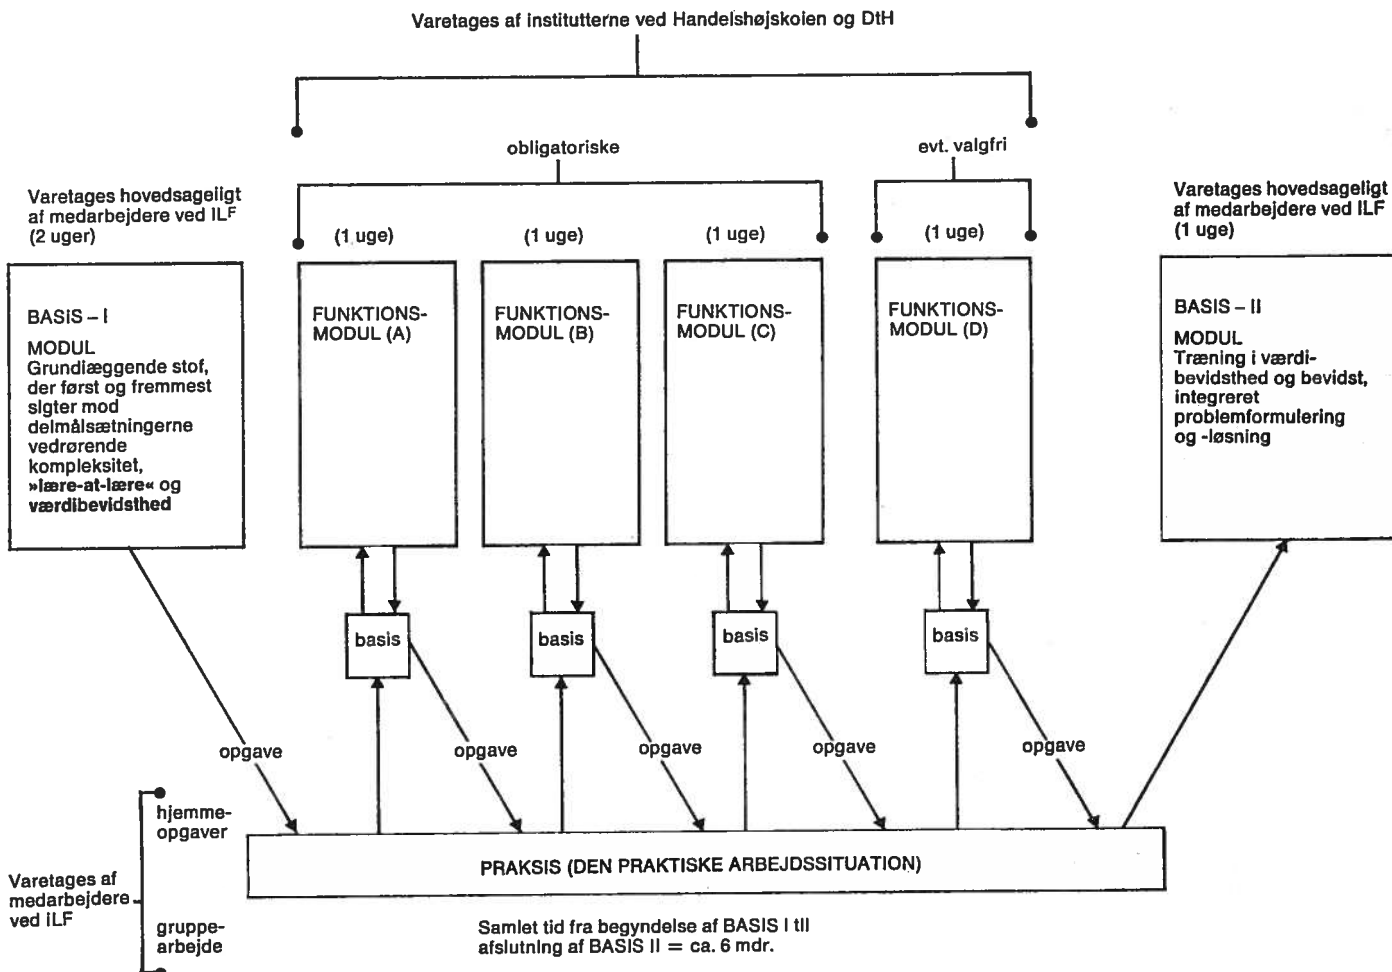 Varetages af institutterne ved Handelshøjskolen og DtH
obligatoriske
evt. valgfri
Varetages hovedsageligt
af medarbejdere ved ILF
(2 uger)
(1 uge)
(1 uge)
(1 uge)
(1 uge)
Varetages hovedsageligt
af medarbejdere ved ILF
(1 uge)
BASIS – I
MODUL
Grundlæggende stof,
der først og fremmest
sigter mod
delmålsætningerne
vedrørende
kompleksitet,
»lære-at-lære« og
værdibevidsthed
FUNKTIONS-
MODUL (A)
FUNKTIONS-
MODUL (B)
FUNKTIONS-
MODUL (C)
FUNKTIONS-
MODUL (D)
BASIS – II
MODUL
Træning i værdi-
bevidsthed og bevidst,
integreret
problemformulering
og -løsning
basis
basis
basis
basis
opgave
opgave
opgave
opgave
opgave
hjemme-
opgaver
PRAKSIS (DEN PRAKTISKE ARBEJDSSITUATION)
Varetages af
medarbejdere
ved ILF
gruppe-
arbejde
Samlet tid fra begyndelse af BASIS I til
afslutning af BASIS II = ca. 6 mdr.